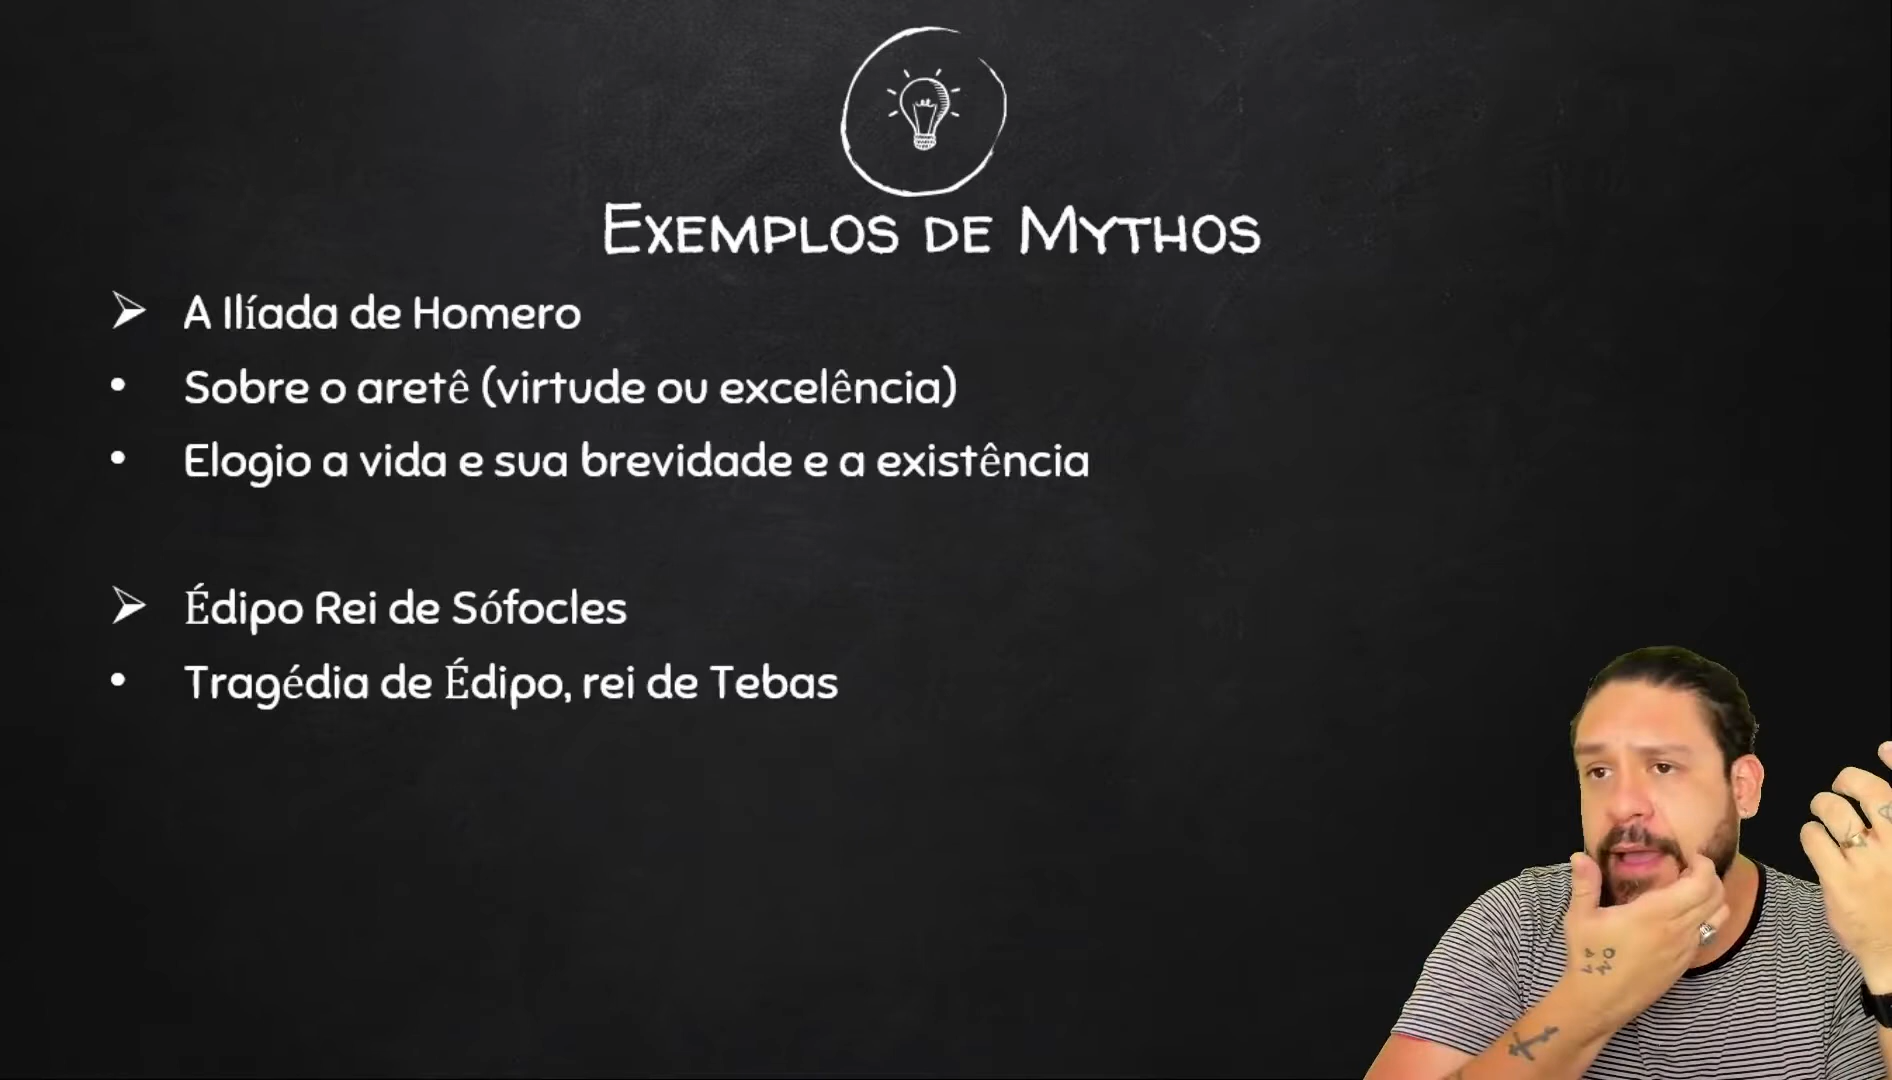 Exemplos de Mythos
A Ilíada de Homero
Sobre o aretê (virtude ou excelência)
Elogio a vida e sua brevidade e a existência
Édipo Rei de Sófocles
Tragédia de Édipo, rei de Tebas